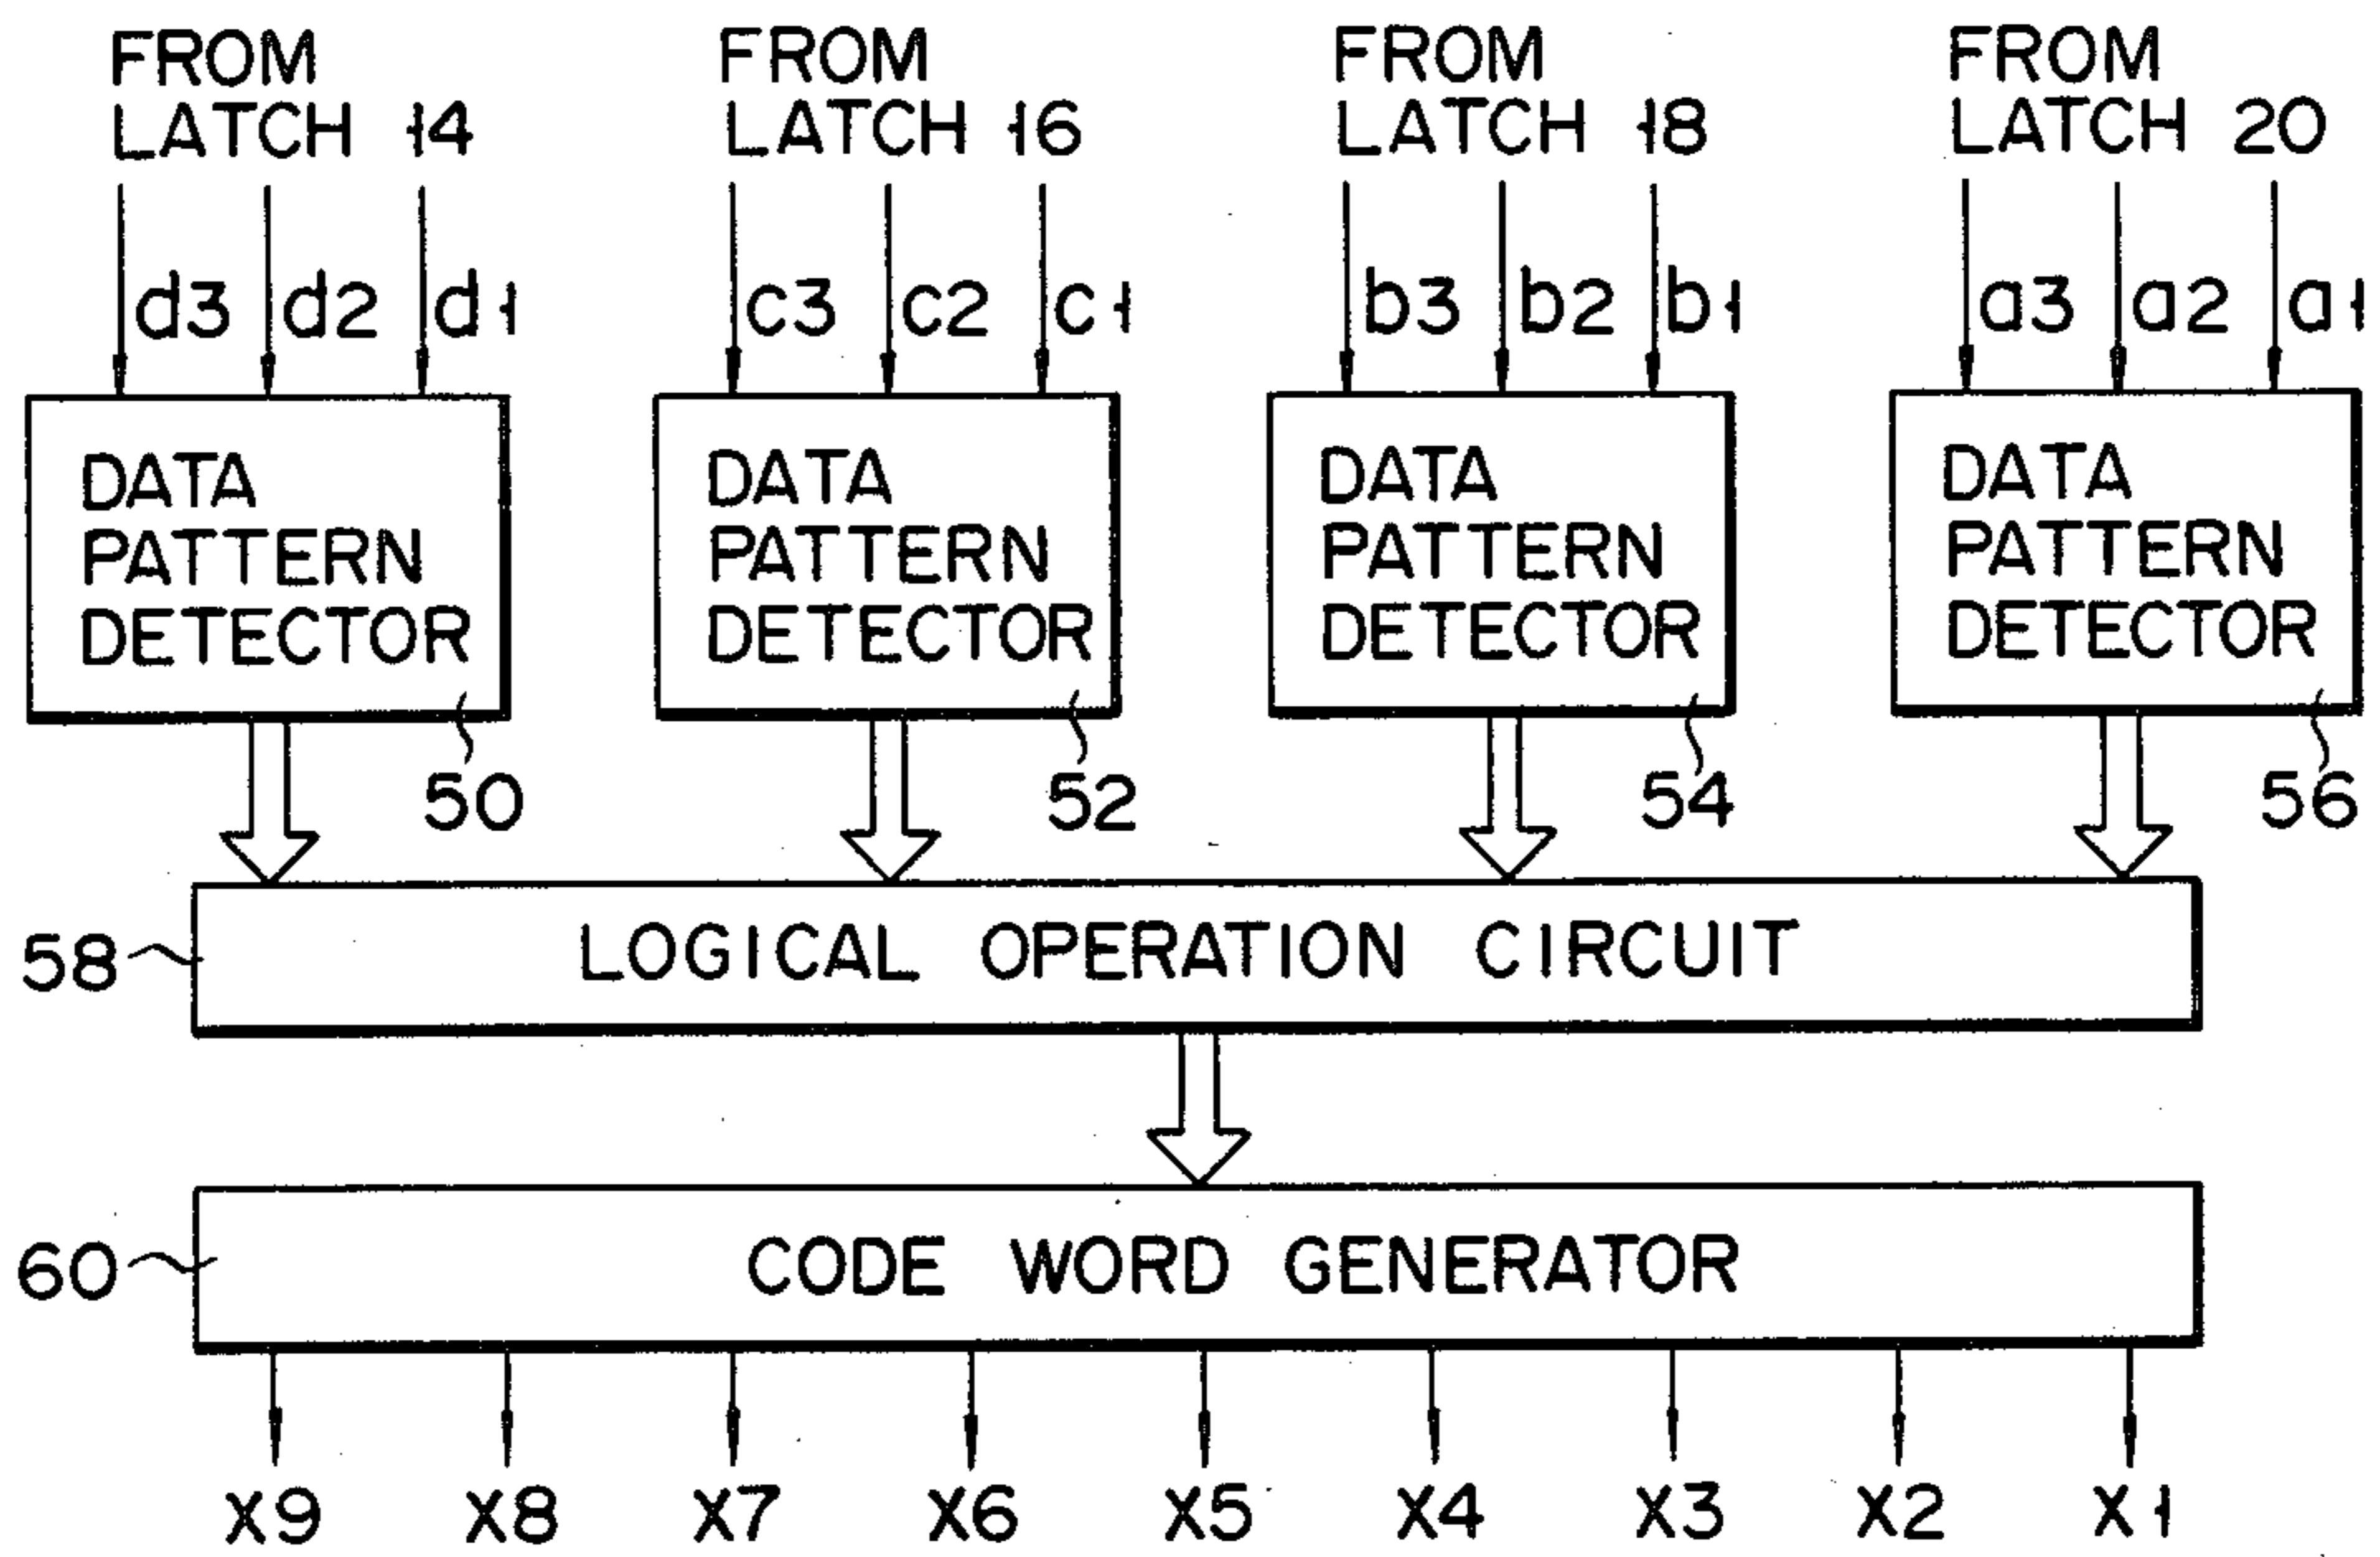 FROM
LATCH 14
FROM
LATCH 16
FROM
LATCH 18
FROM
LATCH 20
d3 d2 d1
c3 c2 c1
b3 b2 b1
a3 a2 a1
DATA
PATTERN
DETECTOR
50
DATA
PATTERN
DETECTOR
52
DATA
PATTERN
DETECTOR
54
DATA
PATTERN
DETECTOR
56
58
LOGICAL OPERATION CIRCUIT
60
CODE WORD GENERATOR
X9 X8 X7 X6 X5 X4 X3 X2 X1